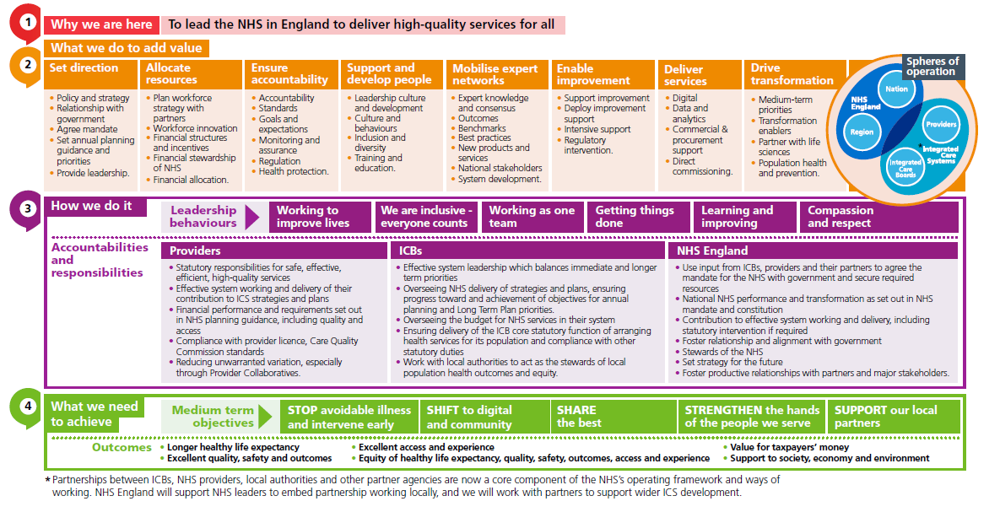 1
Why we are here
To lead the NHS in England to deliver high-quality services for all
What we do to add value
2
Set direction
• Policy and strategy
• Relationship with
government
• Agree mandate
• Set annual planning
guidance and
priorities
• Provide leadership.
Allocate
resources
• Plan workforce
strategy with
partners
• Workforce innovation
• Financial structures
and incentives
• Financial stewardship
of NHS
• Financial allocation.
Ensure
accountability
• Accountability
• Standards
• Goals and
expectations
• Monitoring and
assurance
• Regulation
• Health protection.
Support and
develop people
• Leadership culture
and development
• Culture and
behaviours
• Inclusion and
diversity
• Training and
education.
Mobilise expert
networks
• Expert knowledge
and consensus
• Outcomes
• Benchmarks
• Best practices
• New products and
services
• National stakeholders
• System development.
Enable
improvement
• Support improvement
• Deploy improvement
support
• Intensive support
• Regulatory
intervention.
Deliver
services
• Digital
• Data and
analytics
• Commercial &
procurement
support
• Direct
commissioning.
Drive
transformation
• Medium-term
priorities
• Transformation
enablers
• Partner with life
sciences
• Population health
and prevention.
Spheres of
operation
Nation
NHS
England
Region
Providers
*Integrated
Care
Systems
Integrated
Care
Boards
3
How we do it
Leadership
behaviours
Working to
improve lives
We are inclusive -
everyone counts
Working as one
team
Getting things
done
Learning and
improving
Compassion
and respect
Accountabilities
and
responsibilities
Providers
• Statutory responsibilities for safe, effective,
efficient, high-quality services
• Effective system working and delivery of their
contribution to ICS strategies and plans
• Financial performance and requirements set out
in NHS planning guidance, including quality and
access
• Compliance with provider licence, Care Quality
Commission standards
• Reducing unwarranted variation, especially
through Provider Collaboratives.
ICBs
• Effective system leadership which balances immediate and longer
term priorities
• Overseeing NHS delivery of strategies and plans, ensuring
progress toward and achievement of objectives for annual
planning and Long Term Plan priorities.
• Overseeing the budget for NHS services in their system
• Ensuring delivery of the ICB core statutory function of arranging
health services for its population and compliance with other
statutory duties
• Work with local authorities to act as the stewards of local
population health outcomes and equity.
NHS England
• Use input from ICBs, providers and their partners to agree the
mandate for the NHS with government and secure required
resources
• National NHS performance and transformation as set out in NHS
mandate and constitution
• Contribution to effective system working and delivery, including
statutory intervention if required
• Foster relationship and alignment with government
• Stewards of the NHS
• Set strategy for the future
• Foster productive relationships with partners and major stakeholders.
4
What we need
to achieve
Medium term
objectives
STOP avoidable illness
and intervene early
SHIFT to digital
and community
SHARE
the best
STRENGTHEN the hands
of the people we serve
SUPPORT our local
partners
Outcomes
• Longer healthy life expectancy
• Excellent quality, safety and outcomes
• Excellent access and experience
• Equity of healthy life expectancy, quality, safety, outcomes, access and experience
• Value for taxpayers' money
• Support to society, economy and environment
* Partnerships between ICBs, NHS providers, local authorities and other partner agencies are now a core component of the NHS's operating framework and ways of
working. NHS England will support NHS leaders to embed partnership working locally, and we will work with partners to support wider ICS development.